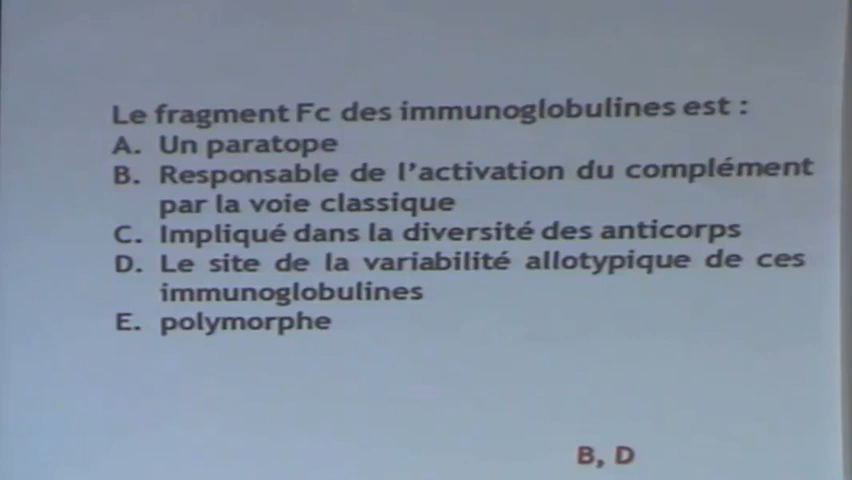 Le fragment Fc des immunoglobulines est :
A. Un paratope
B. Responsable de l'activation du complément
par la voie classique
C. Impliqué dans la diversité des anticorps
D. Le site de la variabilité allotypique de ces
immunoglobulines
E. polymorphe
B, D